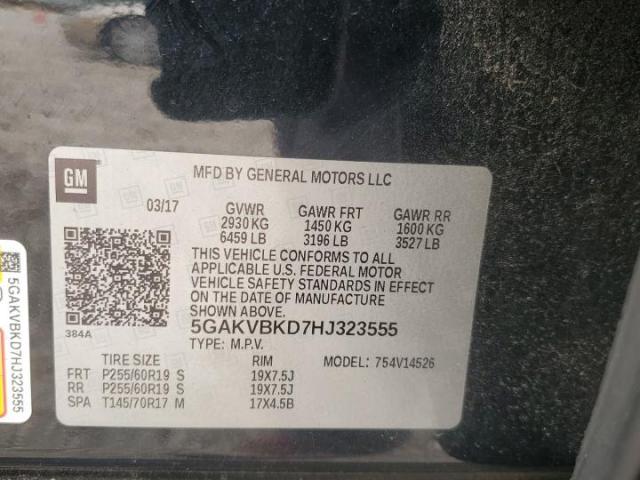 GM
MFD BY GENERAL MOTORS LLC
03/17
GVWR GAWR FRT GAWR RR
2930 KG 1450 KG 1600 KG
6459 LB 3196 LB 3527 LB
THIS VEHICLE CONFORMS TO ALL
APPLICABLE U.S. FEDERAL MOTOR
VEHICLE SAFETY STANDARDS IN EFFECT
ON THE DATE OF MANUFACTURE
SHOWN ABOVE.
384A
5GAKVBKD7HJ323555
TYPE: M.P.V.
TIRE SIZE RIM MODEL: 754V14526
FRT P255/60R19 S 19X7.5J
RR P255/60R19 S 19X7.5J
SPA T145/70R17 M 17X4.5B
5GAKVBKD7HJ323555